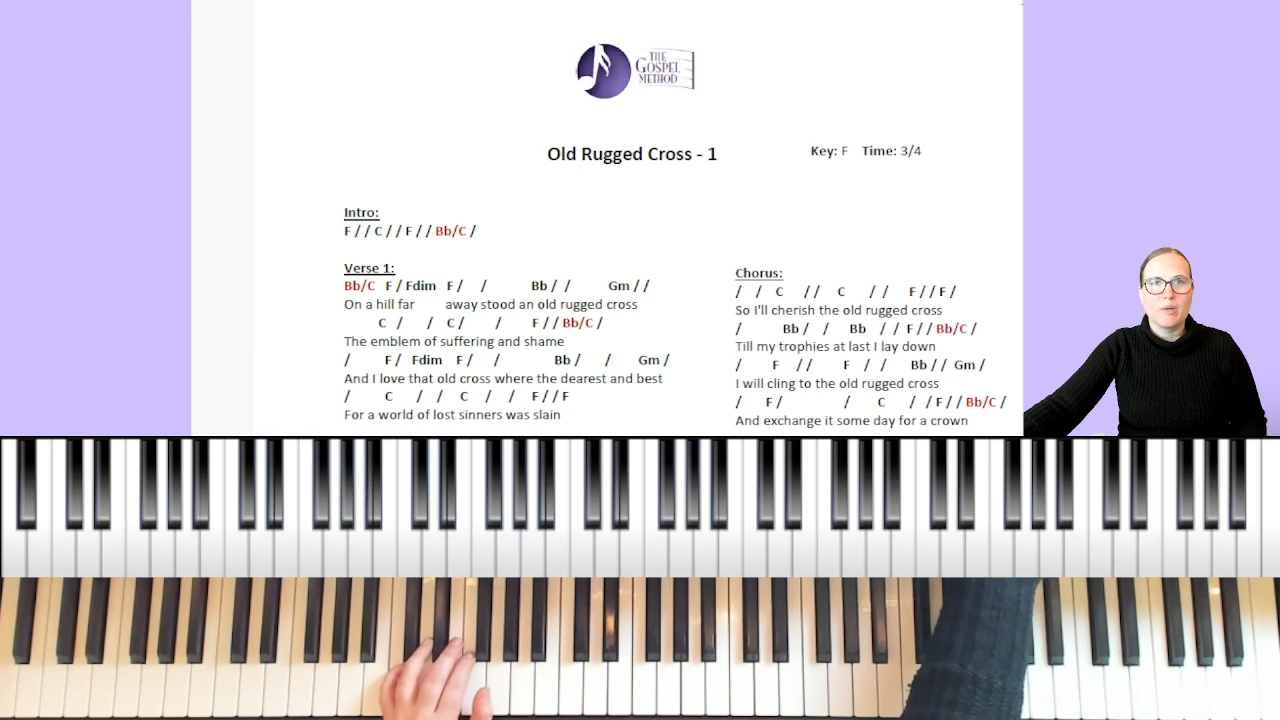 THE
GOSPEL
METHOD
Old Rugged Cross - 1
Key: F Time: 3/4
Intro:
F / / C / / F / / Bb/C /
Verse 1:
Bb/C F / Fdim F / / Bb / / Gm / /
On a hill far away stood an old rugged cross
C / / C / / F / / Bb/C /
The emblem of suffering and shame
/ F / Fdim F / / Bb / / Gm /
And I love that old cross where the dearest and best
/ C / / C / / F / / F
For a world of lost sinners was slain
Chorus:
/ / C / / C / / F / / F /
So I'll cherish the old rugged cross
/ Bb / / Bb / / F / / Bb/C /
Till my trophies at last I lay down
/ F / / F / / Bb / / Gm /
I will cling to the old rugged cross
/ F / / C / / F / / Bb/C /
And exchange it some day for a crown